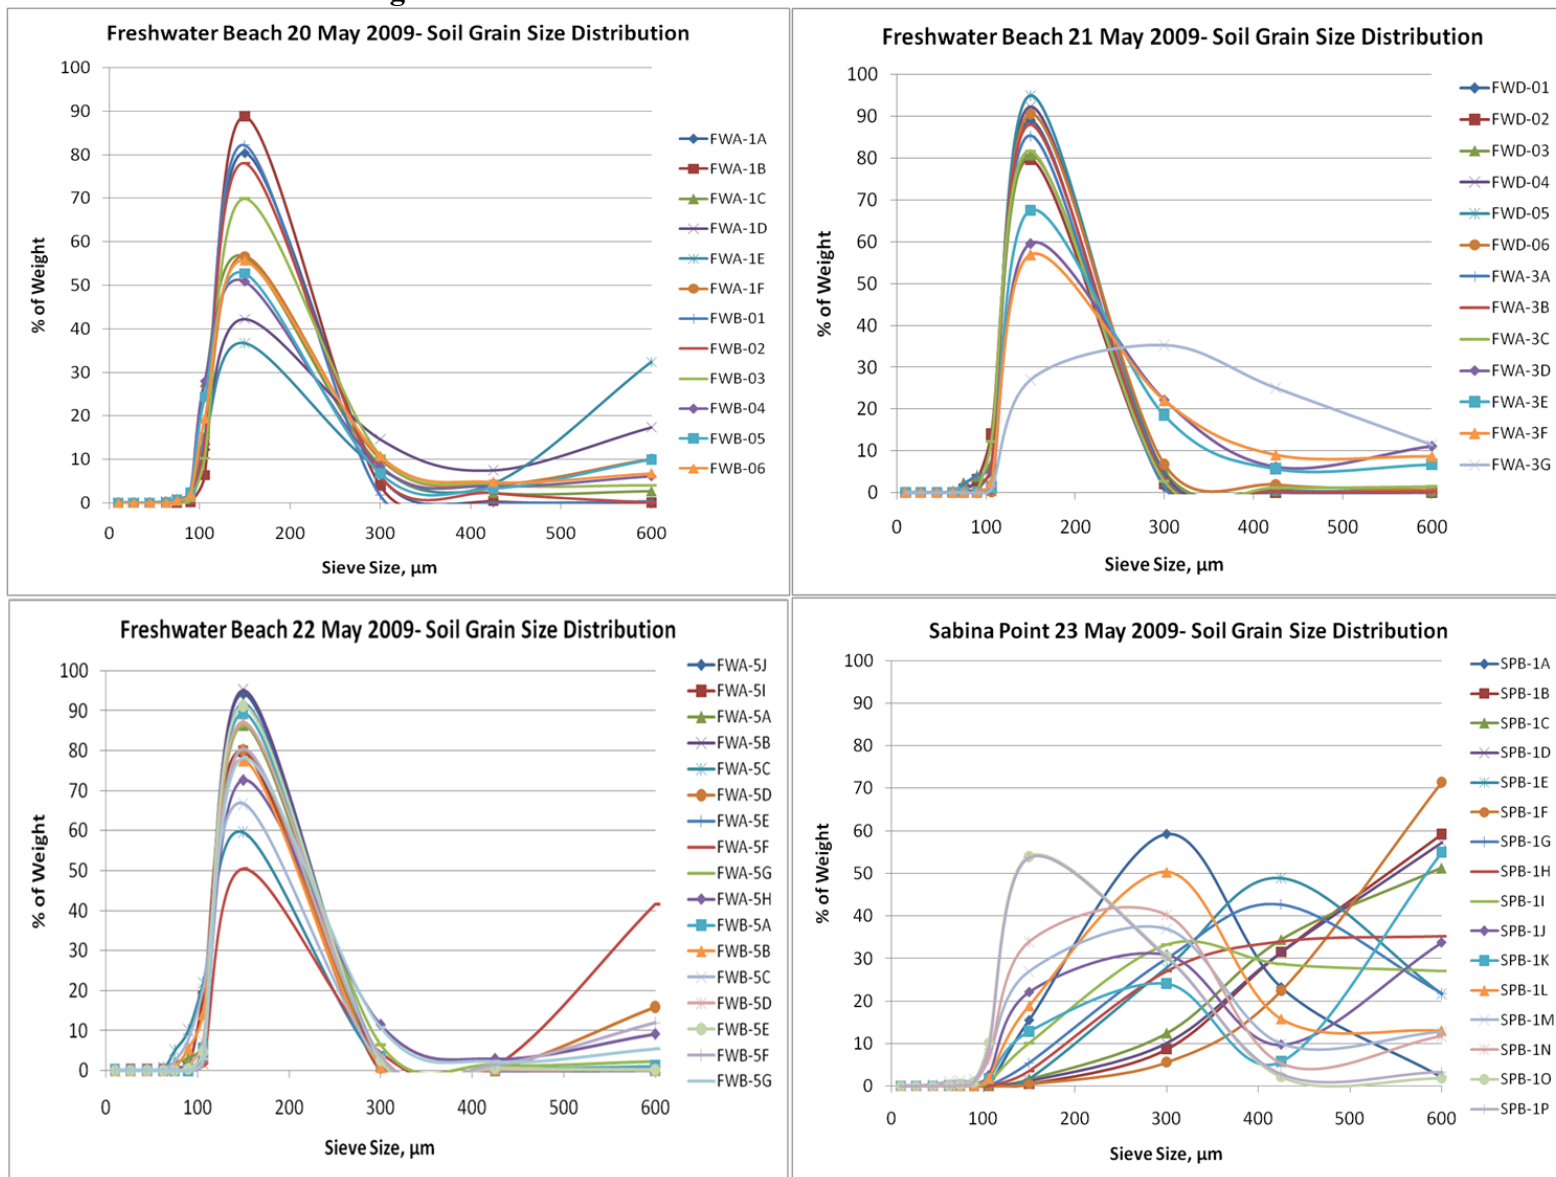 Freshwater Beach 20 May 2009- Soil Grain Size Distribution
100
90
80
70
60
50
40
30
20
10
0
% of Weight
0 100 200 300 400 500 600
Sieve Size, µm
FWA-1A
FWA-1B
FWA-1C
FWA-1D
FWA-1E
FWA-1F
FWB-01
FWB-02
FWB-03
FWB-04
FWB-05
FWB-06
Freshwater Beach 21 May 2009- Soil Grain Size Distribution
100
90
80
70
60
50
40
30
20
10
0
% of Weight
0 100 200 300 400 500 600
Sieve Size, µm
FWD-01
FWD-02
FWD-03
FWD-04
FWD-05
FWD-06
FWA-3A
FWA-3B
FWA-3C
FWA-3D
FWA-3E
FWA-3F
FWA-3G
Freshwater Beach 22 May 2009- Soil Grain Size Distribution
100
90
80
70
60
50
40
30
20
10
0
% of Weight
0 100 200 300 400 500 600
Sieve Size, µm
FWA-5J
FWA-5I
FWA-5A
FWA-5B
FWA-5C
FWA-5D
FWA-5E
FWA-5F
FWA-5G
FWA-5H
FWB-5A
FWB-5B
FWB-5C
FWB-5D
FWB-5E
FWB-5F
FWB-5G
Sabina Point 23 May 2009- Soil Grain Size Distribution
100
90
80
70
60
50
40
30
20
10
0
% of Weight
0 100 200 300 400 500 600
Sieve Size, µm
SPB-1A
SPB-1B
SPB-1C
SPB-1D
SPB-1E
SPB-1F
SPB-1G
SPB-1H
SPB-1I
SPB-1J
SPB-1K
SPB-1L
SPB-1M
SPB-1N
SPB-1O
SPB-1P